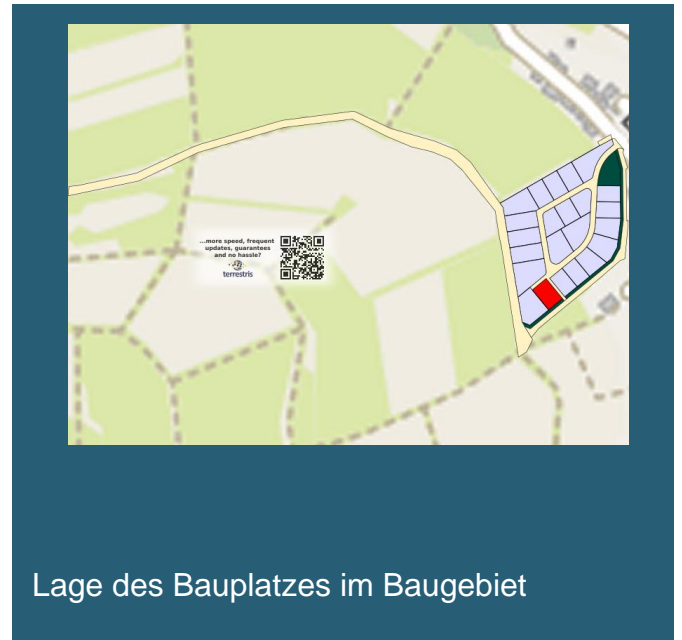 ...more speed, frequent
updates, guarantees
and no hassle?
terrestris
Lage des Bauplatzes im Baugebiet